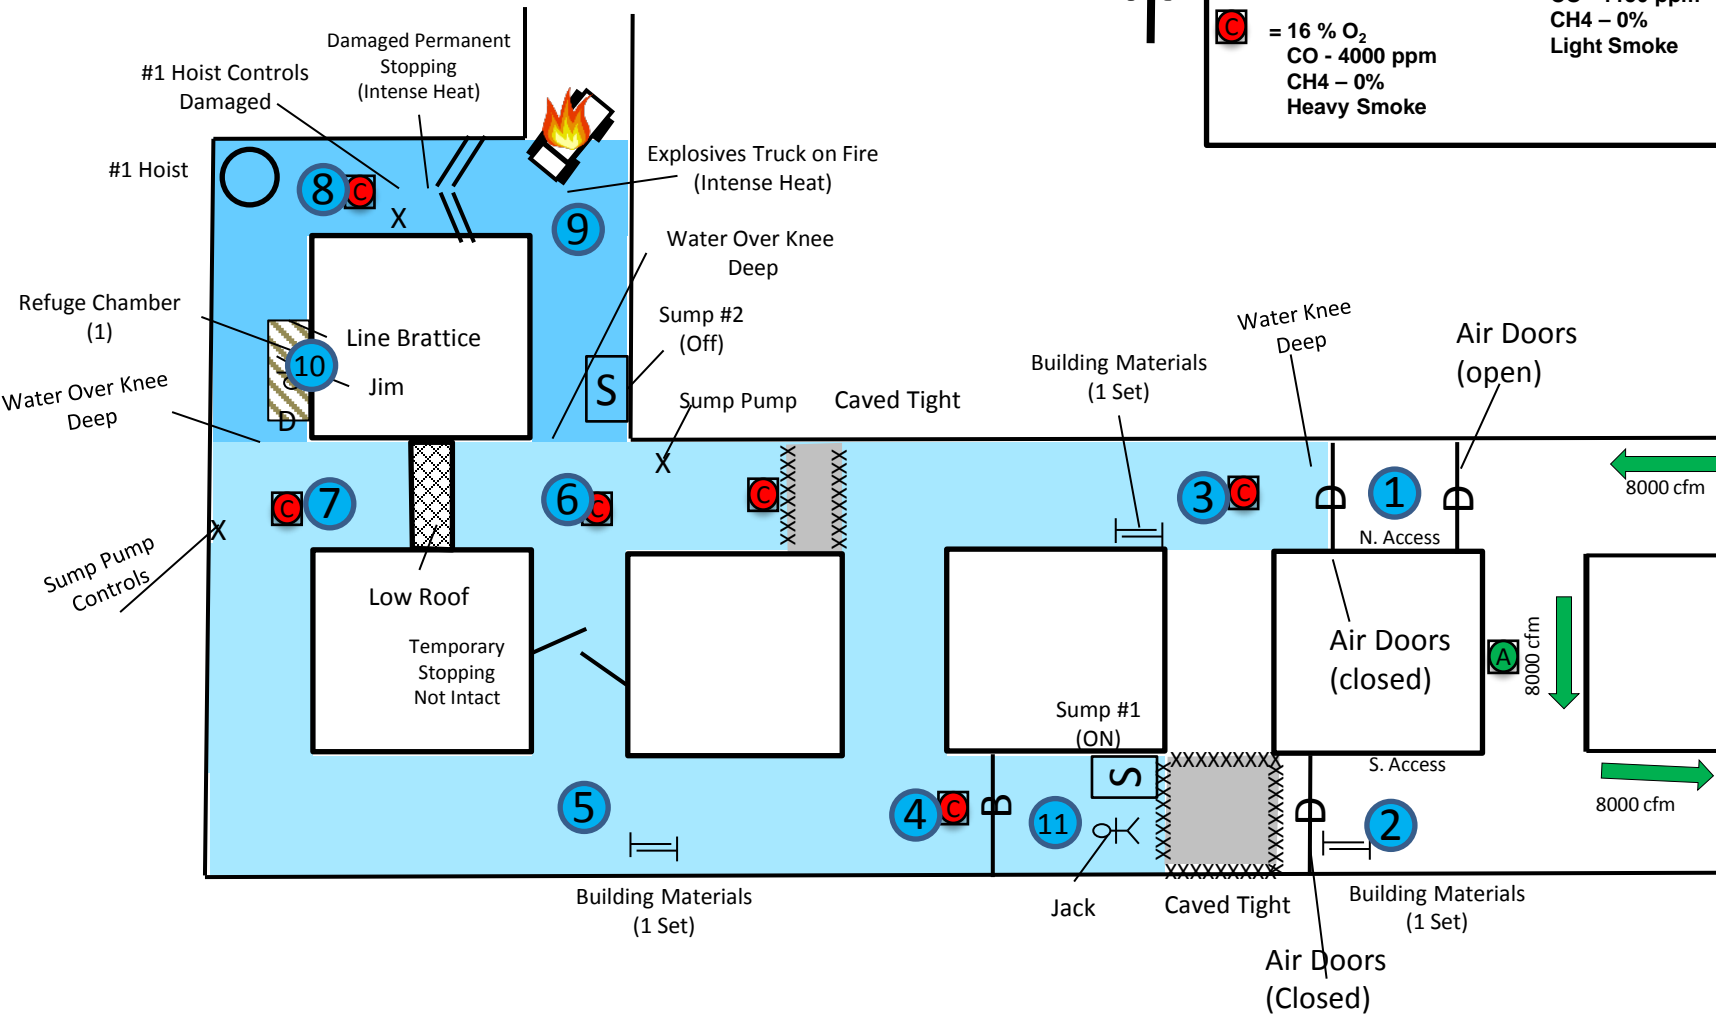 CH4 – 0%
Light Smoke
C
= 16 % O₂
CO - 4000 ppm
CH4 – 0%
Heavy Smoke
Damaged Permanent
Stopping
(Intense Heat)
#1 Hoist Controls
Damaged
#1 Hoist
8
C
X
9
Explosives Truck on Fire
(Intense Heat)
Water Over Knee
Deep
Refuge Chamber
(1)
Line Brattice
10
Jim
D
Sump #2
(Off)
S
Water Over Knee
Deep
Sump Pump
X
Caved Tight
Building Materials
(1 Set)
Water Knee
Deep
Air Doors
(open)
8000 cfm
C
7
6
C
C
3
C
D
1
D
N. Access
X
Sump Pump
Controls
Low Roof
Temporary
Stopping
Not Intact
Air Doors
(closed)
A
8000 cfm
Sump #1
(ON)
S
S. Access
8000 cfm
5
4
C
B
11
D
2
XXXXXXXXX
XXXXXXXXX
Building Materials
(1 Set)
Jack
Caved Tight
Building Materials
(1 Set)
Air Doors
(Closed)